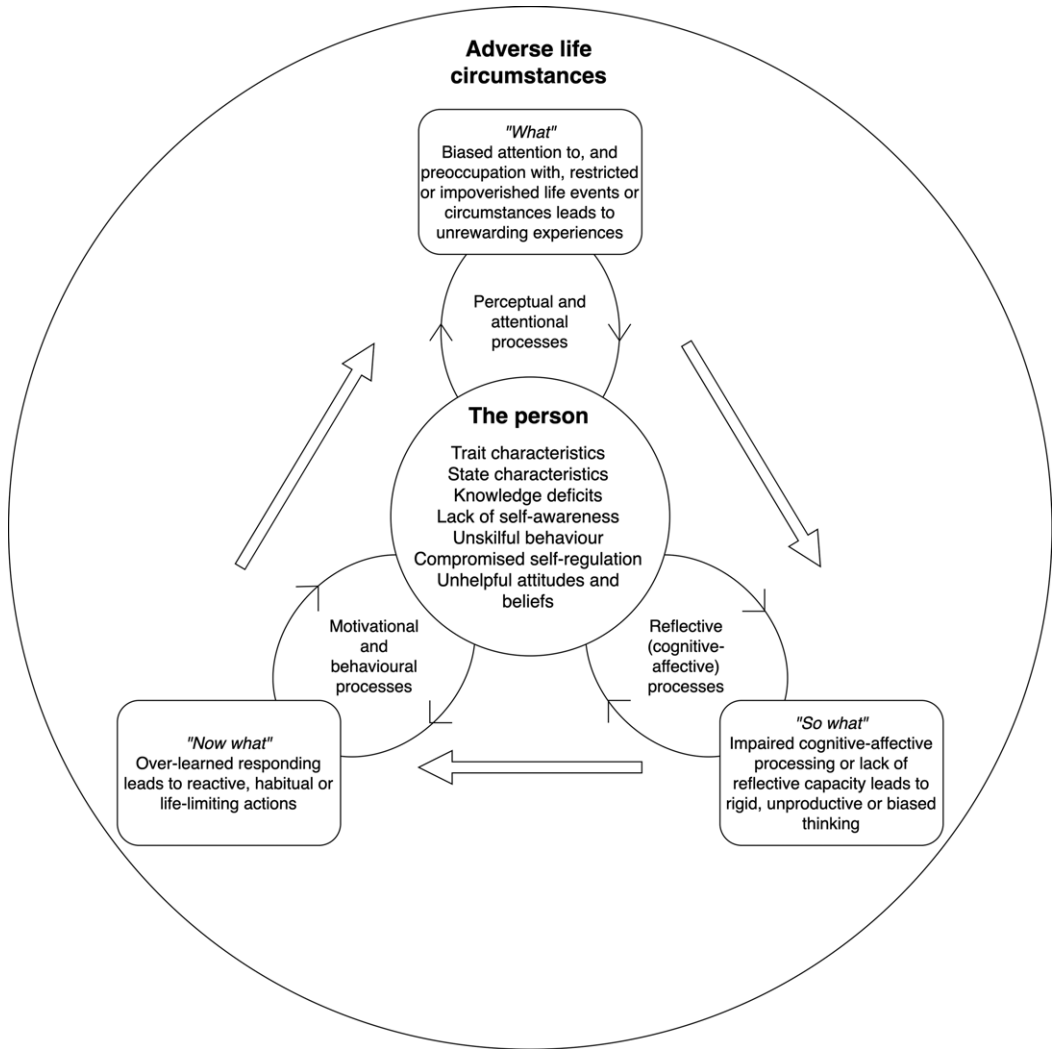 Adverse life
circumstances
"What"
Biased attention to, and
preoccupation with, restricted
or impoverished life events or
circumstances leads to
unrewarding experiences
Perceptual and
attentional
processes
The person
Trait characteristics
State characteristics
Knowledge deficits
Lack of self-awareness
Unskilful behaviour
Compromised self-regulation
Unhelpful attitudes and
beliefs
Motivational
and
behavioural
processes
Reflective
(cognitive-
affective)
processes
"Now what"
Over-learned responding
leads to reactive, habitual or
life-limiting actions
"So what"
Impaired cognitive-affective
processing or lack of
reflective capacity leads to
rigid, unproductive or biased
thinking